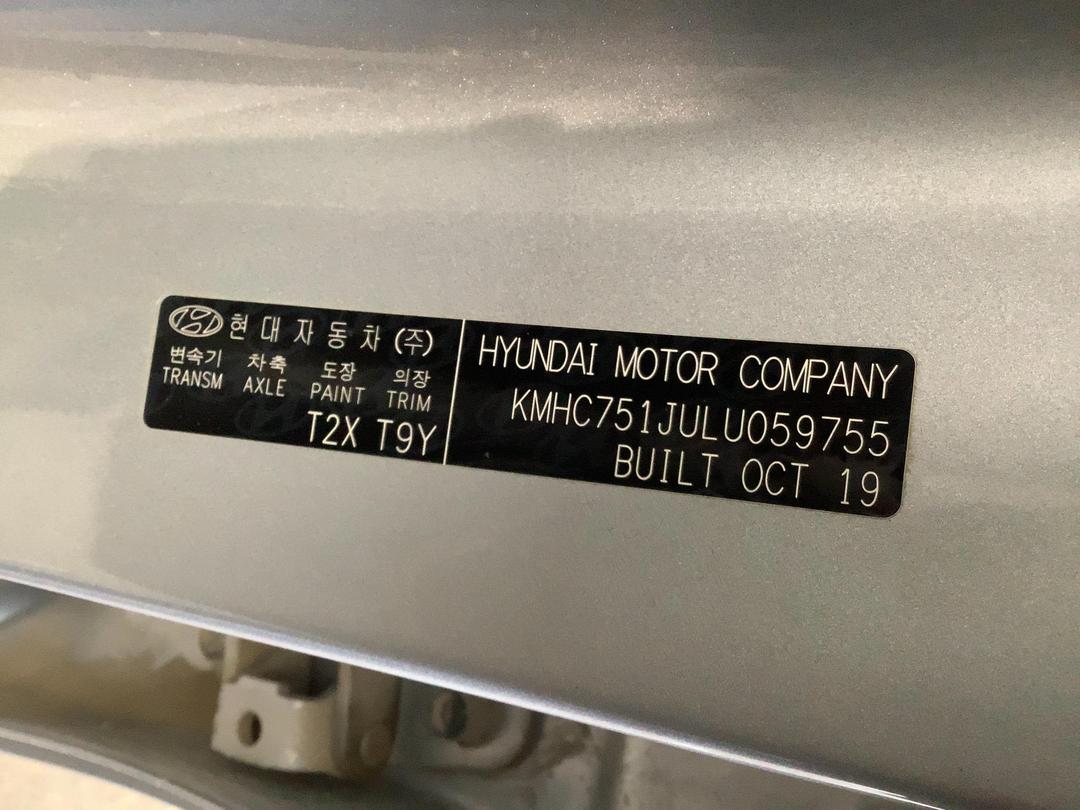 현대자동차(주)
변속기 차축 도장 의장
TRANSM AXLE PAINT TRIM
T2X T9Y
HYUNDAI MOTOR COMPANY
KMHC751JULU059755
BUILT OCT 19